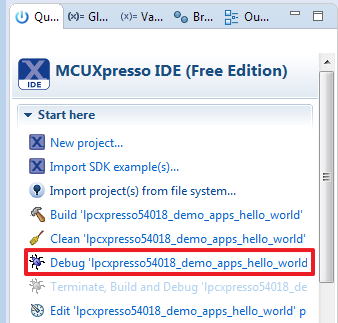 Qu...
(x)= Gl...
(x)= Va...
Br...
Ou...
IDE
MCUXpresso IDE (Free Edition)
Start here
New project...
Import SDK example(s)...
Import project(s) from file system...
Build 'lpcxpresso54018_demo_apps_hello_world'
Clean 'lpcxpresso54018_demo_apps_hello_world'
Debug 'lpcxpresso54018_demo_apps_hello_world
Terminate, Build and Debug 'lpcxpresso54018_de
Edit 'lpcxpresso54018_demo_apps_hello_world' p